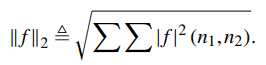 ‖f‖₂ ≜ √(∑∑|f|² (n₁,n₂)).